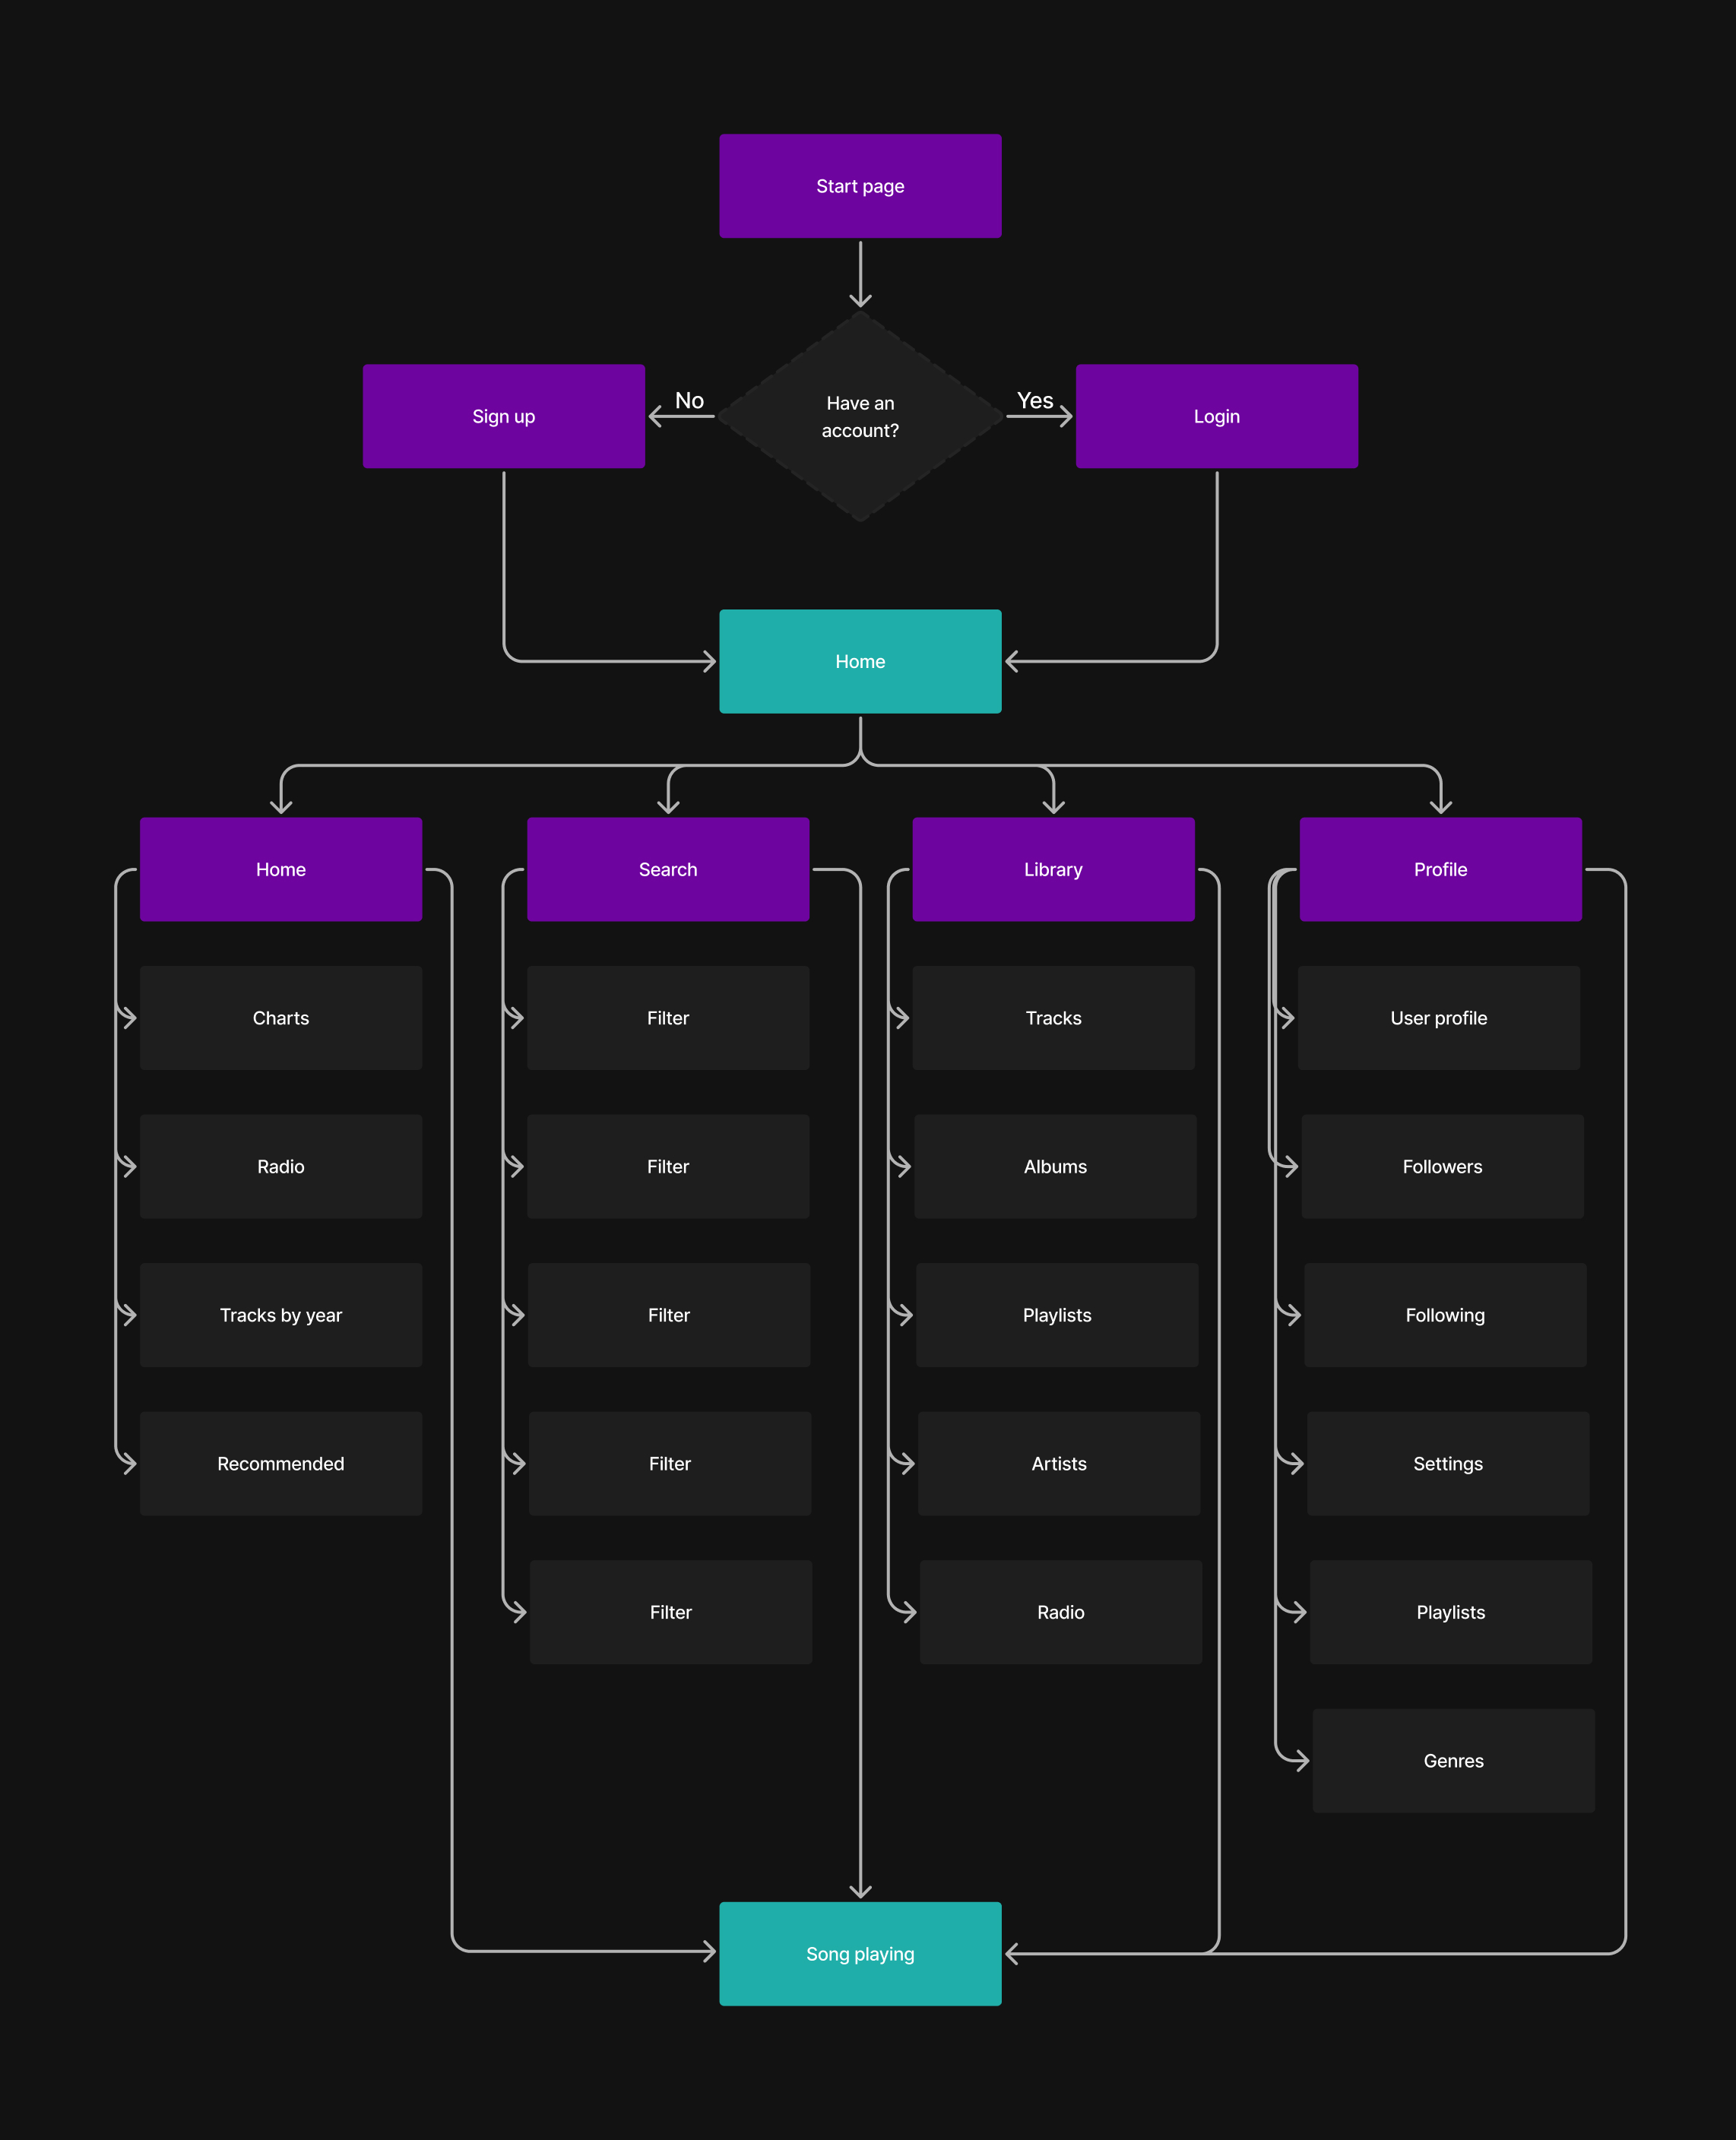 Start page
No
Yes
Sign up
Have an
account?
Login
Home
Home
Search
Library
Profile
Charts
Filter
Tracks
User profile
Radio
Filter
Albums
Followers
Tracks by year
Filter
Playlists
Following
Recommended
Filter
Artists
Settings
Filter
Radio
Playlists
Genres
Song playing